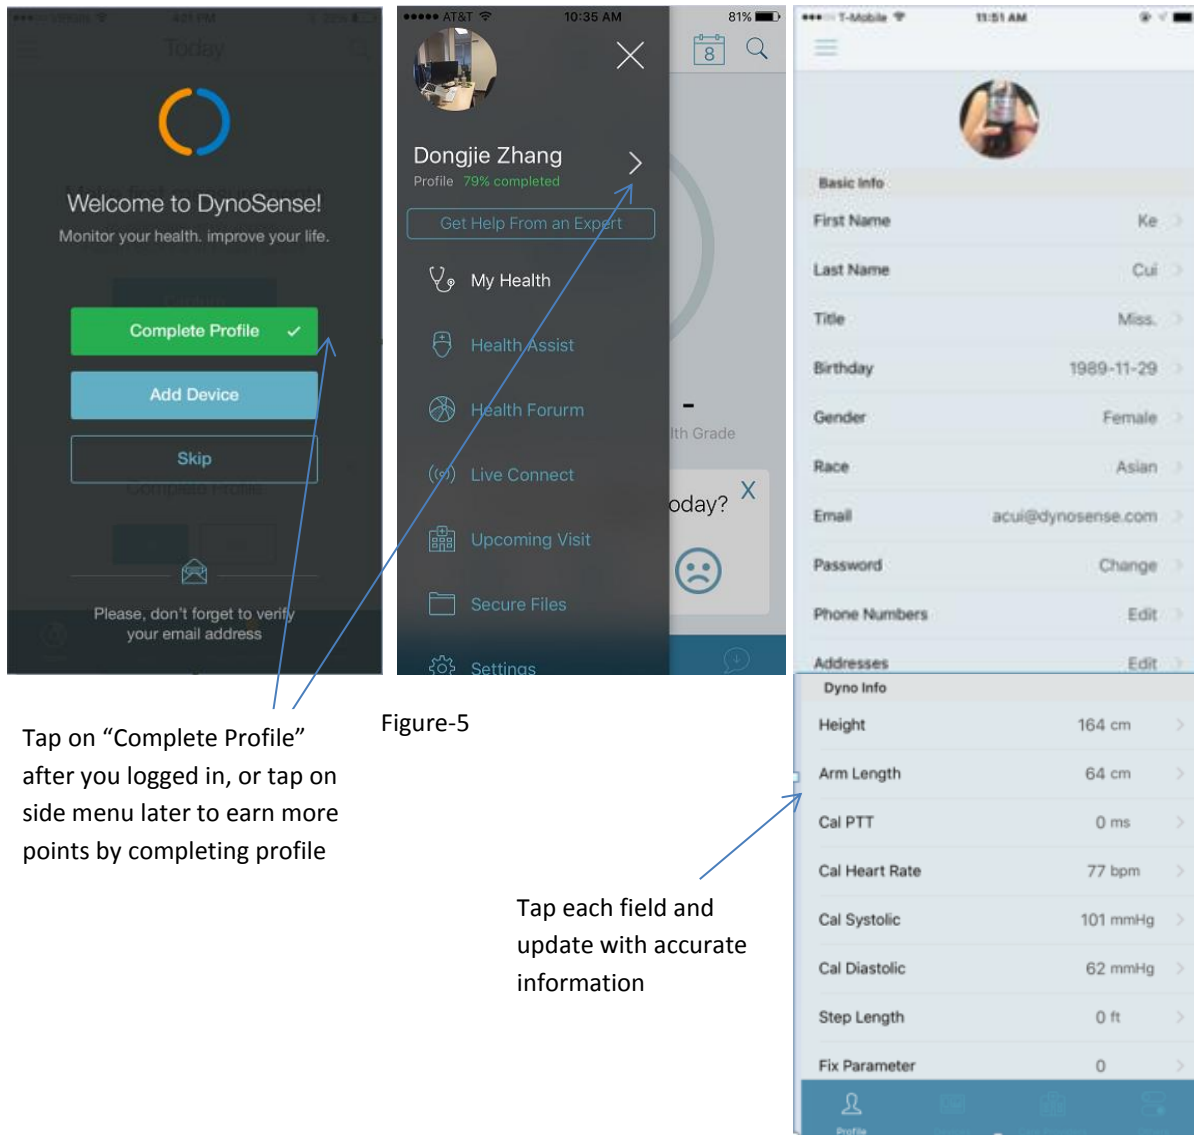 Today
Welcome to DynoSense!
Monitor your health. improve your life.
Complete Profile
Add Device
Skip
Complete Profile
Please, don't forget to verify
your email address
AT&T 10:35 AM 81%
8
Dongjie Zhang
Profile 79% completed
Get Help From an Expert
My Health
Health Assist
Health Forurm
Live Connect
Upcoming Visit
Secure Files
Settings
lth Grade
oday? X
T-Mobile 11:51 AM
Basic Info
First Name Ke
Last Name Cui
Title Miss.
Birthday 1989-11-29
Gender Female
Race Asian
Email acui@dynosense.com
Password Change
Phone Numbers Edit
Addresses Edit
Dyno Info
Height 164 cm
Arm Length 64 cm
Cal PTT 0 ms
Cal Heart Rate 77 bpm
Cal Systolic 101 mmHg
Cal Diastolic 62 mmHg
Step Length 0 ft
Fix Parameter 0
Profile
Figure-5
Tap on “Complete Profile”
after you logged in, or tap on
side menu later to earn more
points by completing profile
Tap each field and
update with accurate
information